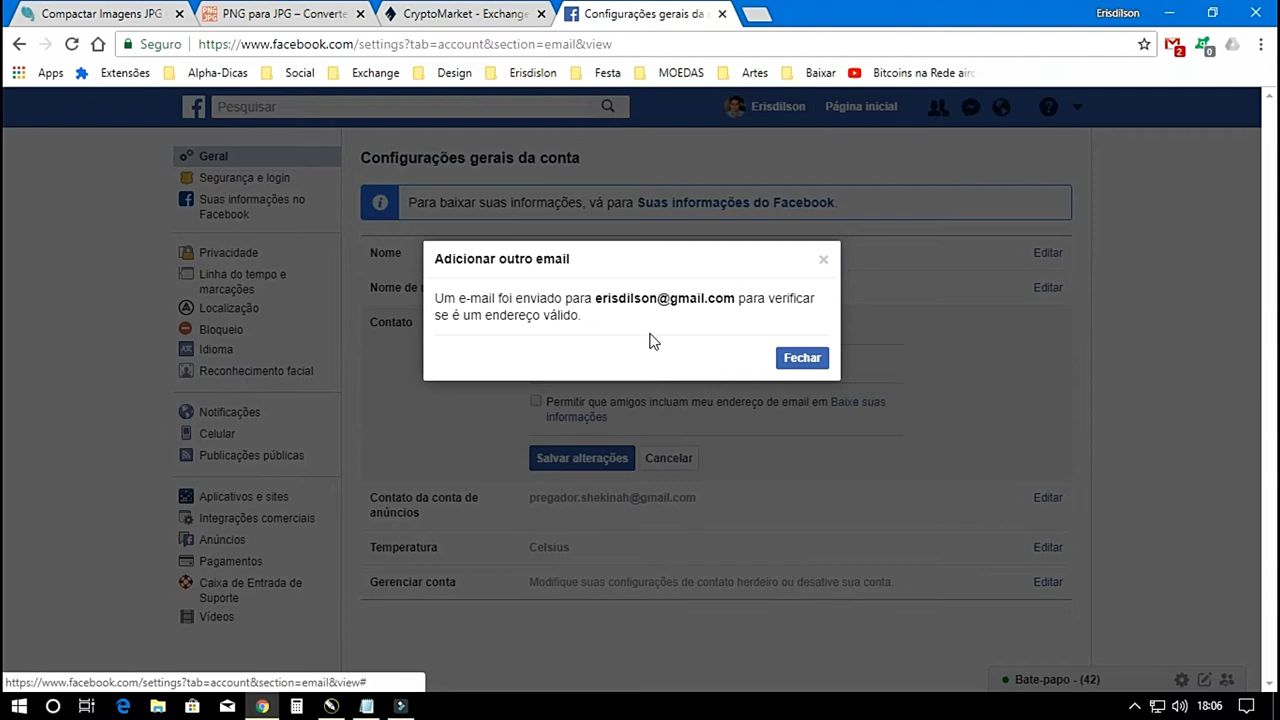 Compactar Imagens JPG
PNG para JPG – Converte
CryptoMarket - Exchange
Configurações gerais da
Erisdílson
Seguro
https://www.facebook.com/settings?tab=account&section=email&view
2
0
Apps
Extensões
Alpha-Dicas
Social
Exchange
Design
Erisdislon
Festa
MOEDAS
Artes
Baixar
Bitcoins na Rede
Pesquisar
Erisdilson
Página inicial
Geral
Segurança e login
Suas informações no
Facebook
Privacidade
Linha do tempo e
marcações
Localização
Bloqueio
Idioma
Reconhecimento facial
Notificações
Celular
Publicações públicas
Aplicativos e sites
Integrações comerciais
Anúncios
Pagamentos
Caixa de Entrada de
Suporte
Vídeos
Configurações gerais da conta
Para baixar suas informações, vá para Suas informações do Facebook.
Nome
Editar
Nome de
Editar
Contato
Adicionar outro email
×
Um e-mail foi enviado para erisdilson@gmail.com para verificar
se é um endereço válido.
Fechar
Permitir que amigos incluam meu endereço de email em Baixe suas
informações
Salvar alterações
Cancelar
Contato da conta de
anúncios
pregador.shekinah@gmail.com
Editar
Temperatura
Celsius
Editar
Gerenciar conta
Modifique suas configurações de contato herdeiro ou desative sua conta.
Editar
https://www.facebook.com/settings?tab=account&section=email&view#
Bate-papo - (42)
18:06